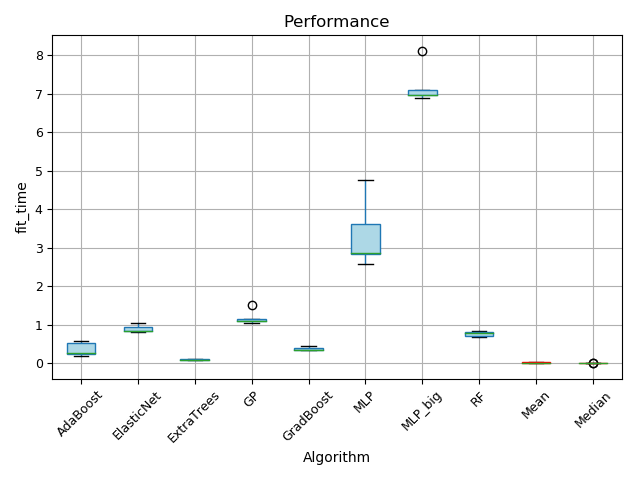 Performance
fit_time
8
7
6
5
4
3
2
1
0
AdaBoost
ElasticNet
ExtraTrees
GP
GradBoost
MLP
MLP_big
RF
Mean
Median
Algorithm